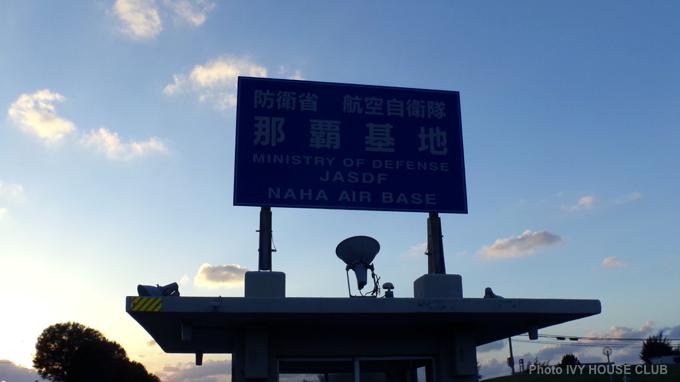 防衛省 航空自衛隊
那覇基地
MINISTRY OF DEFENSE
JASDF
NAHA AIR BASE
Photo IVY HOUSE CLUB